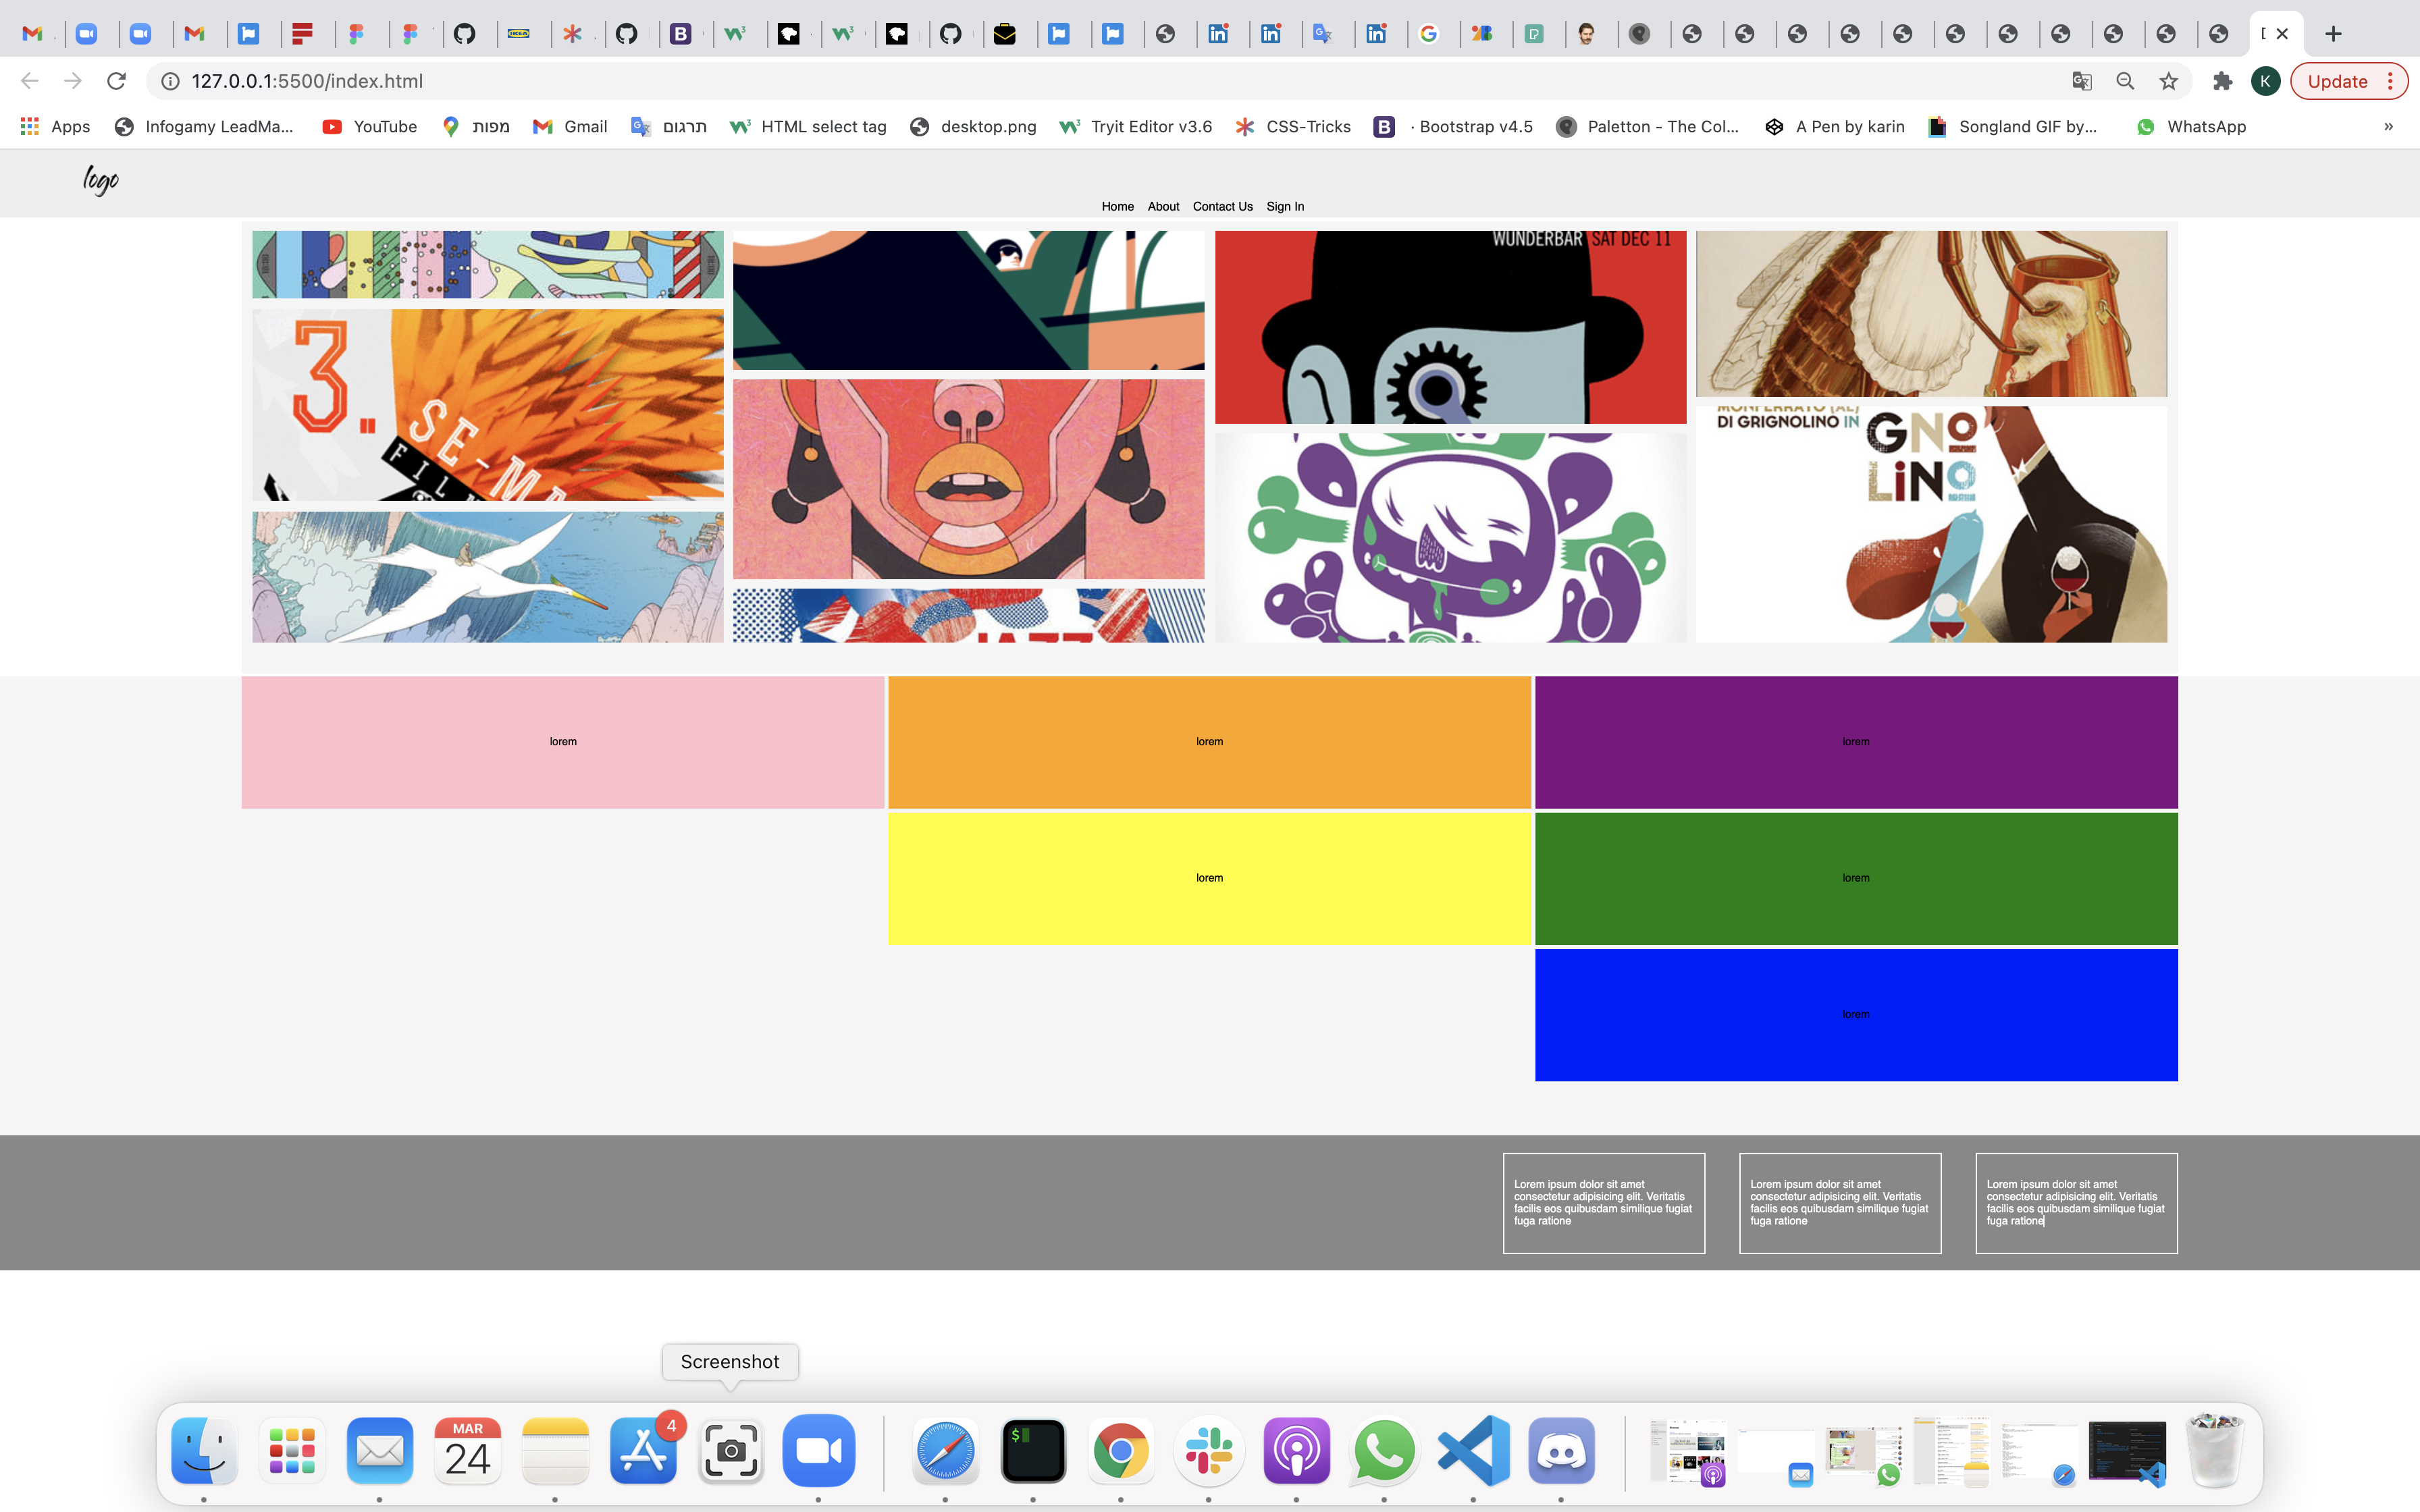 127.0.0.1:5500/index.html
Update
K
Apps
Infogamy LeadMa...
YouTube
מפות
Gmail
תרגום
HTML select tag
desktop.png
Tryit Editor v3.6
CSS-Tricks
· Bootstrap v4.5
Paletton - The Col...
A Pen by karin
Songland GIF by...
WhatsApp
»
logo
Home About Contact Us Sign In
WUNDERBAR SAT DEC 11
3.
SE-MA
DI GRIGNOLINO IN
GNO
LINO
lorem lorem lorem
lorem lorem
lorem
Lorem ipsum dolor sit amet
consectetur adipisicing elit. Veritatis
facilis eos quibusdam similique fugiat
fuga ratione
Lorem ipsum dolor sit amet
consectetur adipisicing elit. Veritatis
facilis eos quibusdam similique fugiat
fuga ratione
Lorem ipsum dolor sit amet
consectetur adipisicing elit. Veritatis
facilis eos quibusdam similique fugiat
fuga ratione
Screenshot
MAR
24
4
$